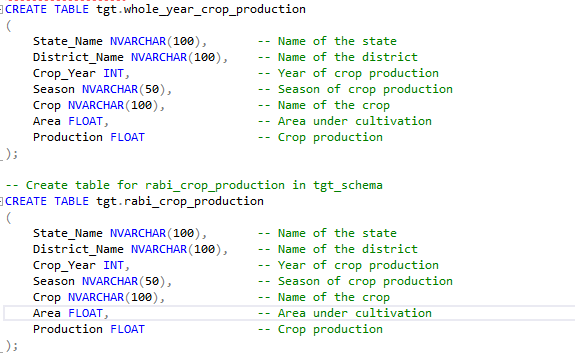 CREATE TABLE tgt.whole_year_crop_production
(
    State_Name NVARCHAR(100),       -- Name of the state
    District_Name NVARCHAR(100),    -- Name of the district
    Crop_Year INT,                  -- Year of crop production
    Season NVARCHAR(50),            -- Season of crop production
    Crop NVARCHAR(100),             -- Name of the crop
    Area FLOAT,                     -- Area under cultivation
    Production FLOAT                -- Crop production
);

-- Create table for rabi_crop_production in tgt_schema
CREATE TABLE tgt.rabi_crop_production
(
    State_Name NVARCHAR(100),       -- Name of the state
    District_Name NVARCHAR(100),    -- Name of the district
    Crop_Year INT,                  -- Year of crop production
    Season NVARCHAR(50),            -- Season of crop production
    Crop NVARCHAR(100),             -- Name of the crop
    Area FLOAT,                     -- Area under cultivation
    Production FLOAT                -- Crop production
);